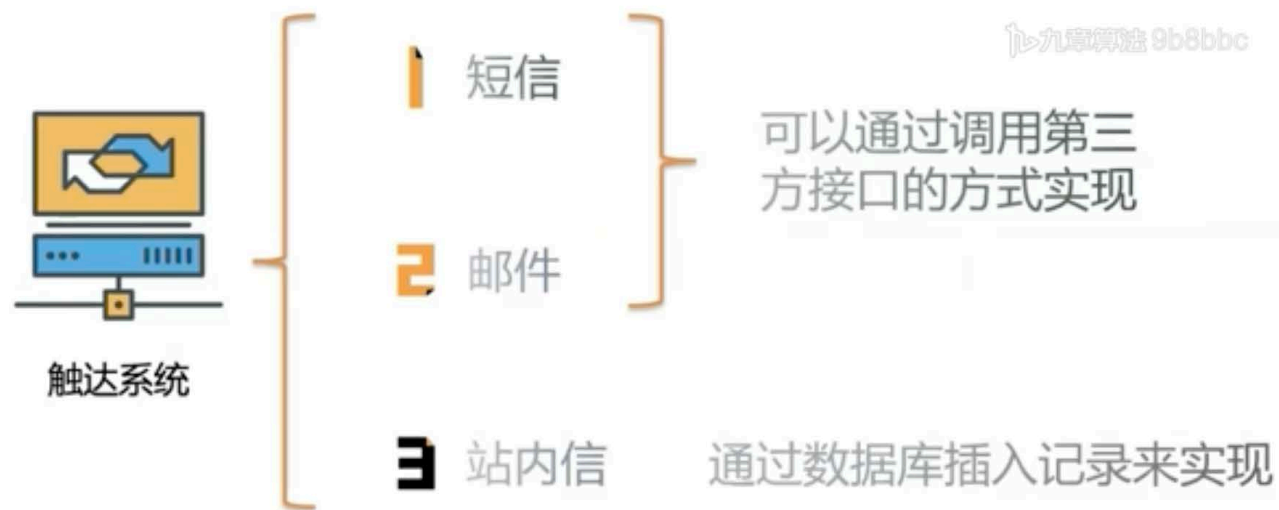 九章算法 9b8bbc
1 短信
可以通过调用第三
方接口的方式实现
2 邮件
触达系统
3 站内信 通过数据库插入记录来实现